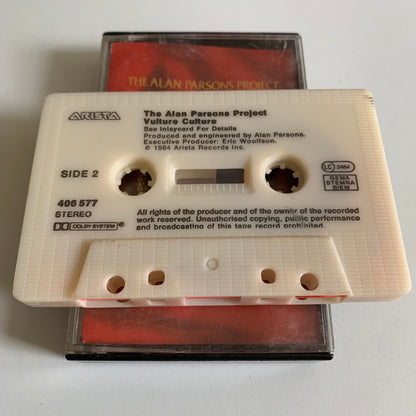 THE ALAN PARSONS PROJECT
ARISTA
The Alan Parsons Project
Vulture Culture
See Inlaycard For Details
Produced and engineered by Alan Parsons.
Executive Producer: Eric Woolfson.
℗ 1984 Arista Records Inc.
SIDE 2
LC 3484
GEMA
STEMRA
BIEM
406 577
STEREO
DOLBY SYSTEM
All rights of the producer and of the owner of the recorded
work reserved. Unauthorised copying, public performance
and broadcasting of this tape record prohibited.